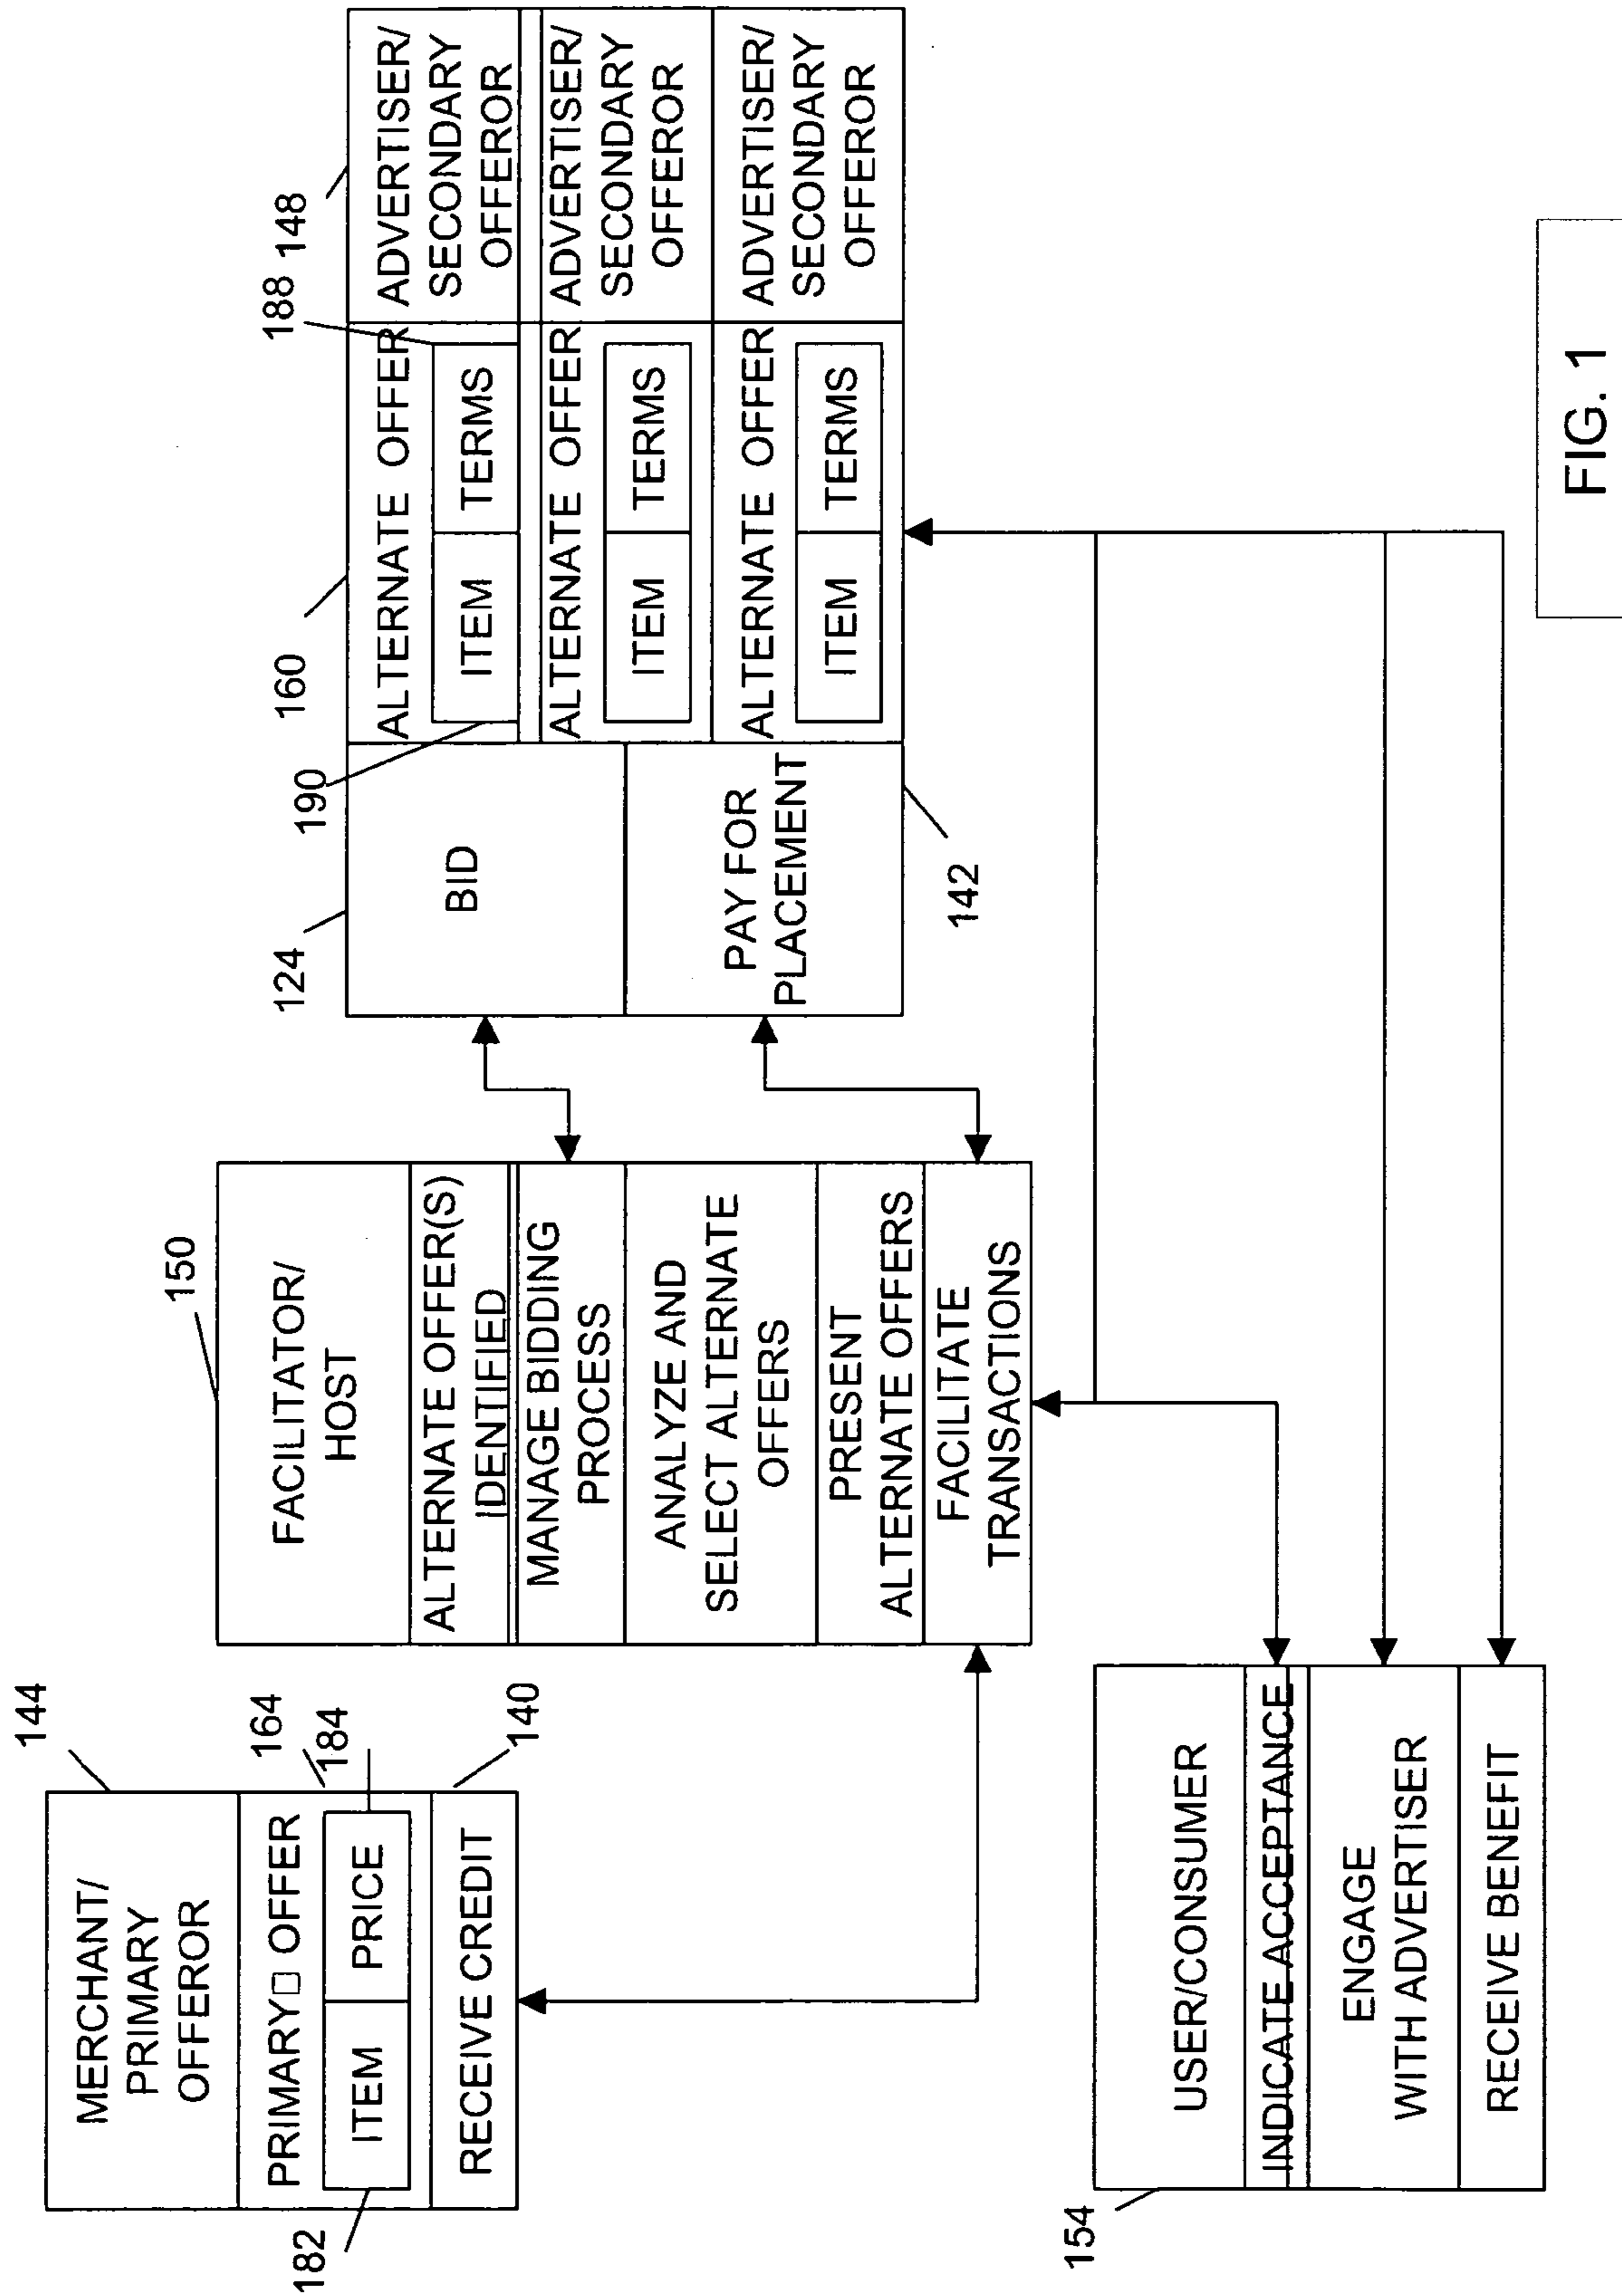 144
MERCHANT/
PRIMARY
OFFEROR
164
184
PRIMARY□ OFFER
ITEM
PRICE
182
RECEIVE CREDIT
140
150
FACILITATOR/
HOST
ALTERNATE OFFER(S)
IDENTIFIED
MANAGE BIDDING
PROCESS
ANALYZE AND
SELECT ALTERNATE
OFFERS
PRESENT
ALTERNATE OFFERS
FACILITATE
TRANSACTIONS
124
BID
PAY FOR
PLACEMENT
142
190
160
188
148
ALTERNATE OFFER
ITEM
TERMS
ADVERTISER/
SECONDARY
OFFEROR
ALTERNATE OFFER
ITEM
TERMS
ADVERTISER/
SECONDARY
OFFEROR
ALTERNATE OFFER
ITEM
TERMS
ADVERTISER/
SECONDARY
OFFEROR
154
USER/CONSUMER
INDICATE ACCEPTANCE
ENGAGE
WITH ADVERTISER
RECEIVE BENEFIT
FIG. 1